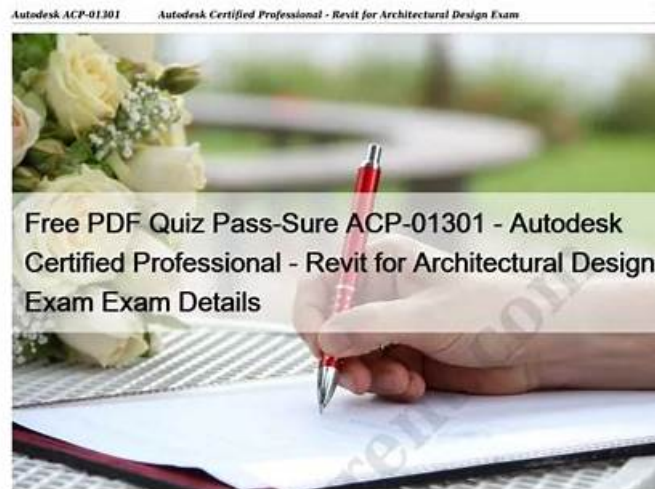 Autodesk ACP-01301 Autodesk Certified Professional - Revit for Architectural Design Exam
Free PDF Quiz Pass-Sure ACP-01301 - Autodesk
Certified Professional - Revit for Architectural Design
Exam Exam Details